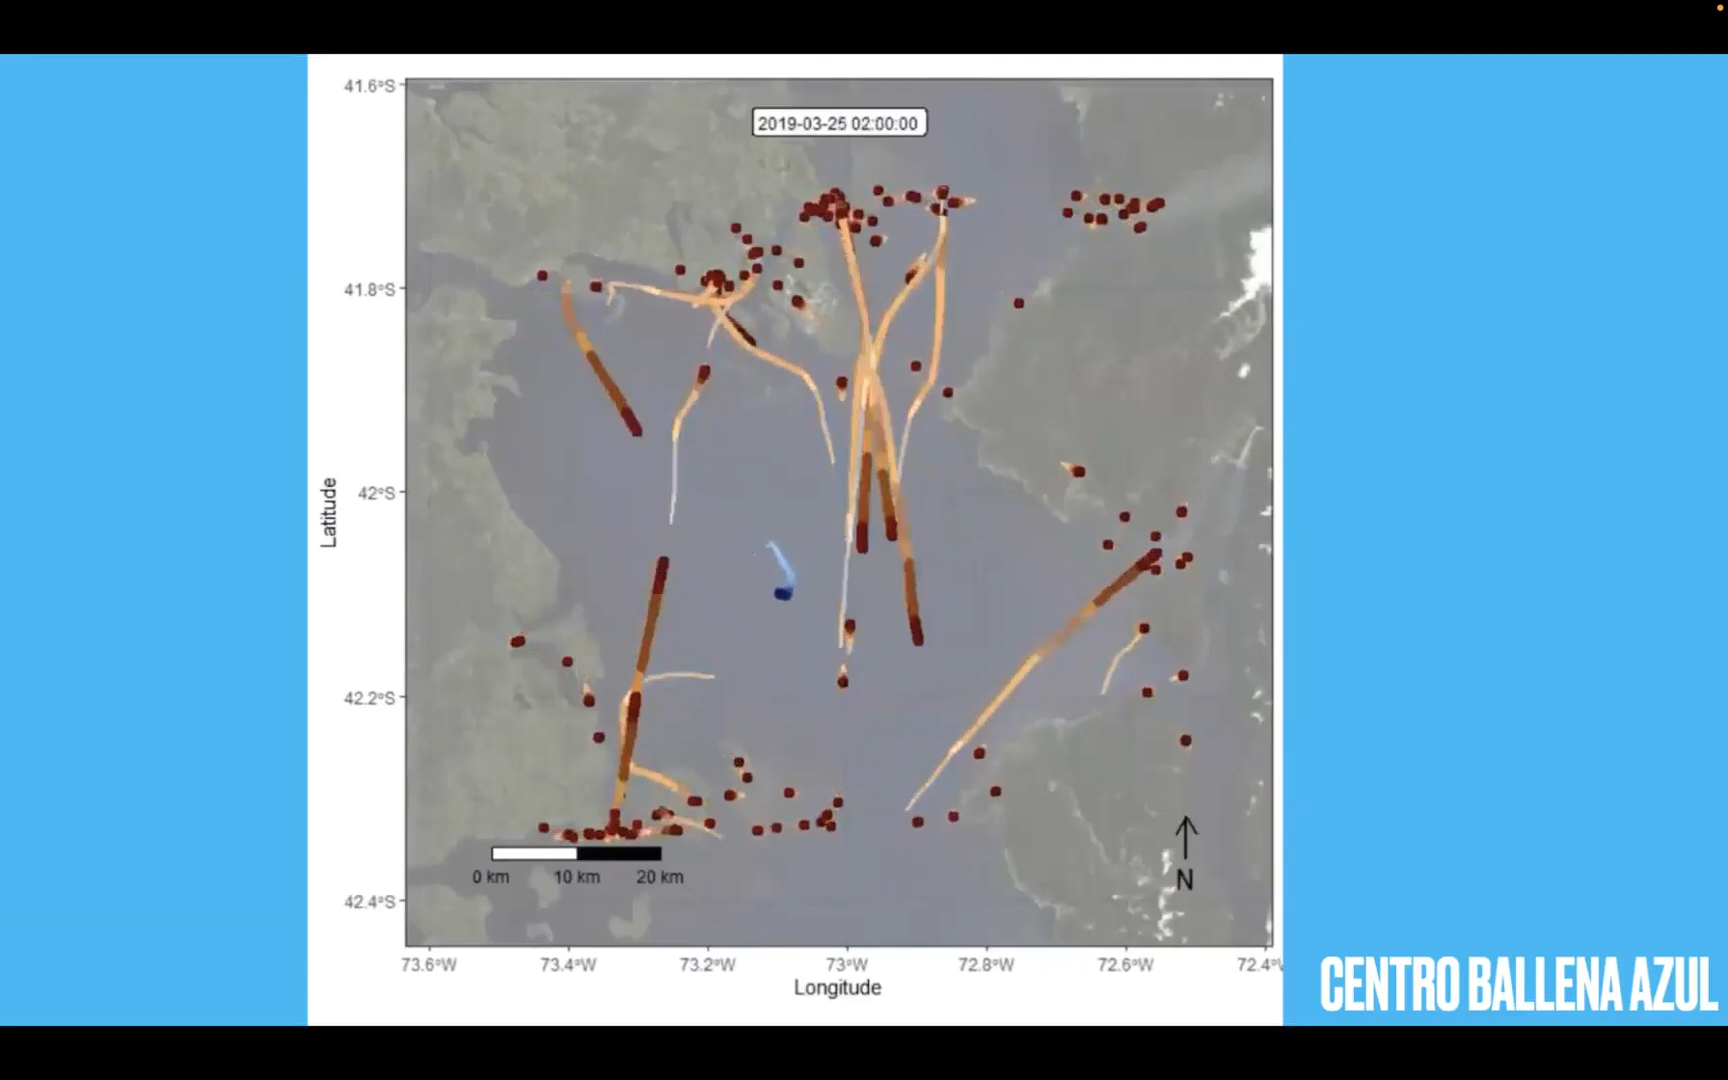 2019-03-25 02:00:00
41.6°S
41.8°S
42°S
42.2°S
42.4°S
Latitude
0 km 10 km 20 km
N
73.6°W 73.4°W 73.2°W 73°W 72.8°W 72.6°W 72.4°W
Longitude
CENTRO BALLENA AZUL